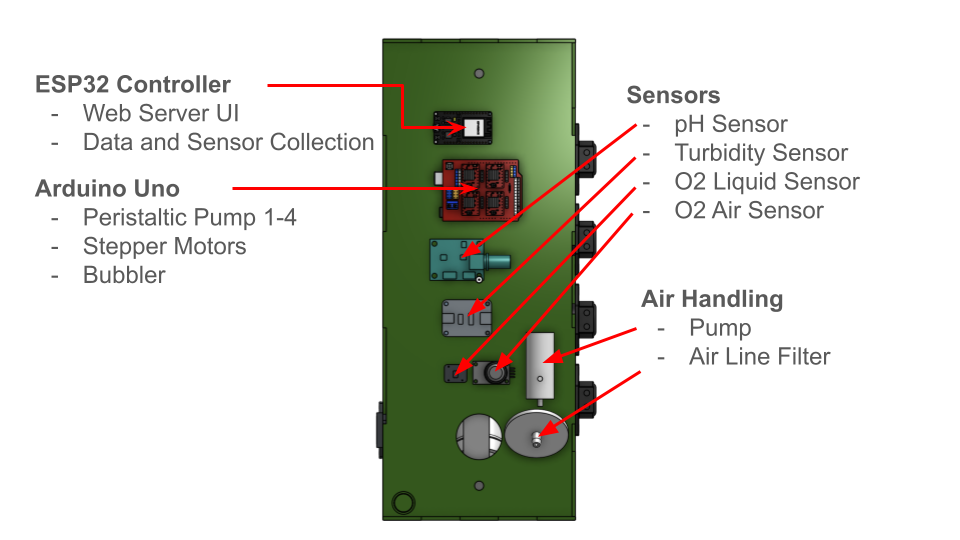 ESP32 Controller
- Web Server UI
- Data and Sensor Collection
Arduino Uno
- Peristaltic Pump 1-4
- Stepper Motors
- Bubbler
Sensors
- pH Sensor
- Turbidity Sensor
- O2 Liquid Sensor
- O2 Air Sensor
Air Handling
- Pump
- Air Line Filter